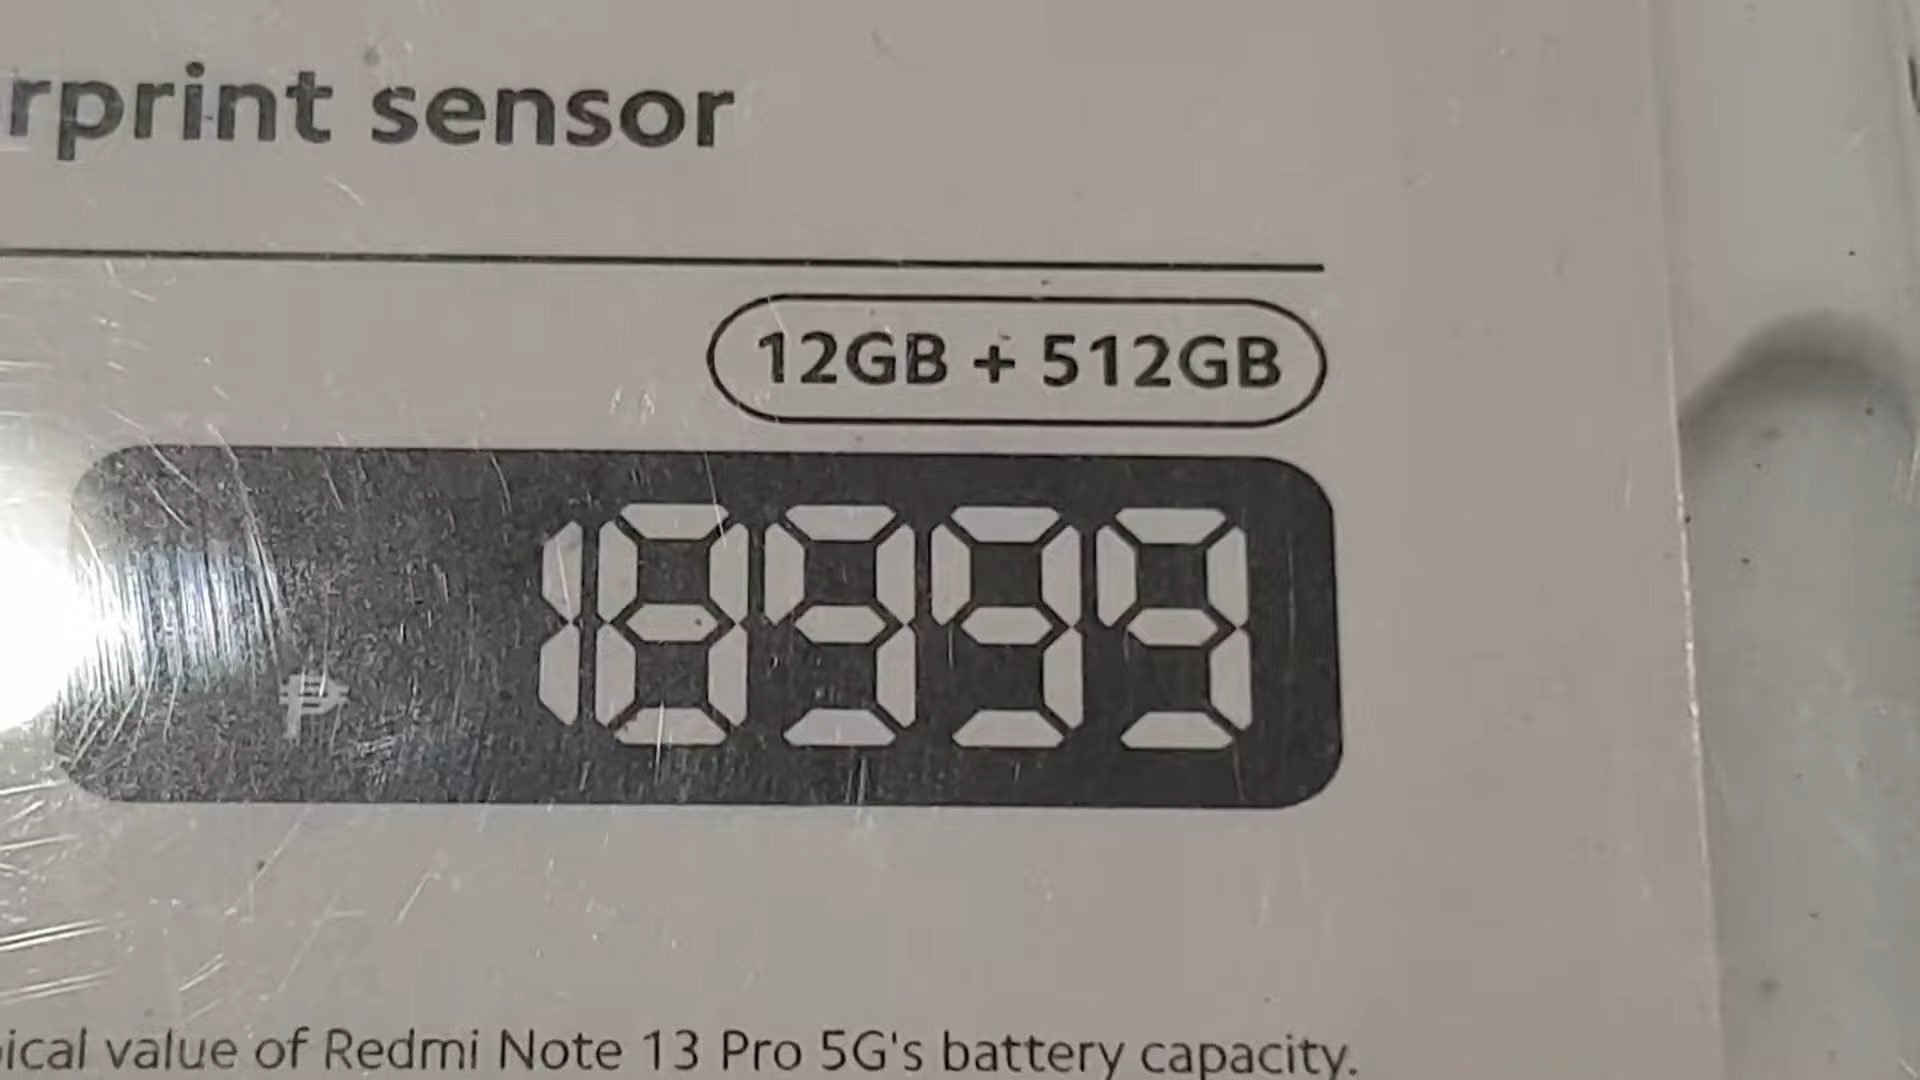 rprint sensor
12GB + 512GB
₱ 18999
ical value of Redmi Note 13 Pro 5G's battery capacity.